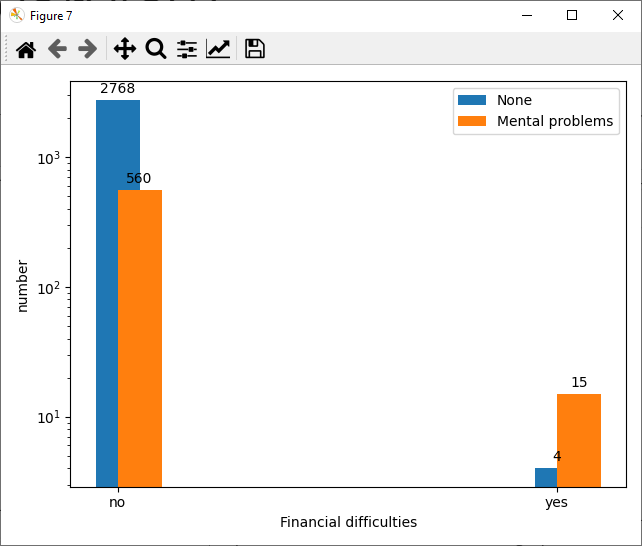 Figure 7
2768
None
Mental problems
10³
560
number
10²
15
10¹
4
no
yes
Financial difficulties